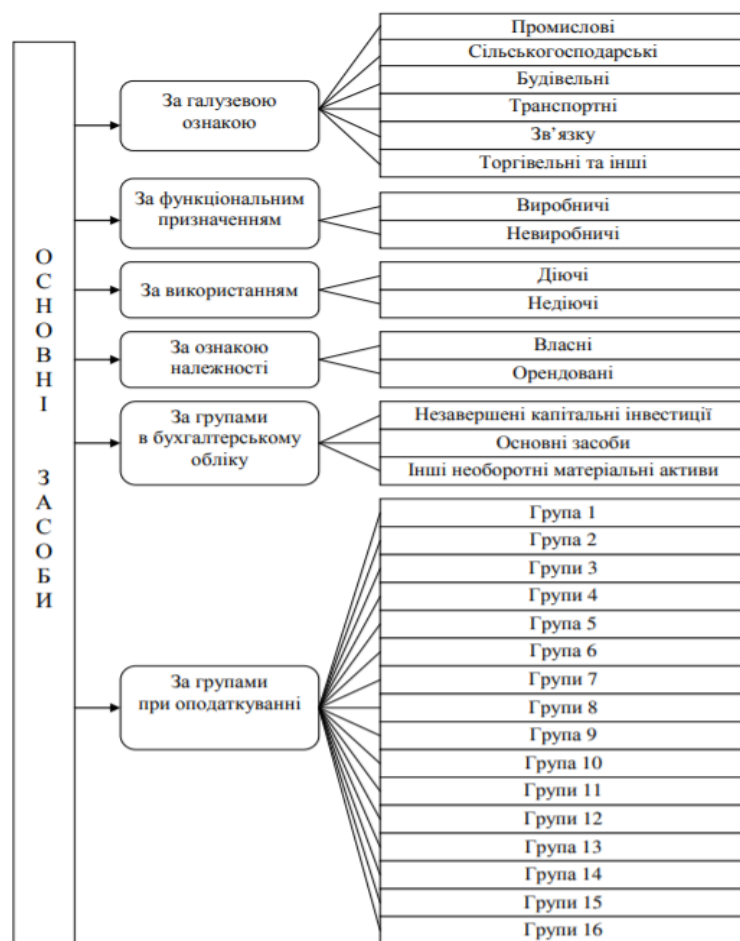 ОСНОВНІ ЗАСОБИ
За галузевою
ознакою
Промислові
Сільськогосподарські
Будівельні
Транспортні
Зв’язку
Торгівельні та інші
За функціональним
призначенням
Виробничі
Невиробничі
За використанням
Діючі
Недіючі
За ознакою
належності
Власні
Орендовані
За групами
в бухгалтерському
обліку
Незавершені капітальні інвестиції
Основні засоби
Інші необоротні матеріальні активи
За групами
при оподаткуванні
Група 1
Група 2
Групи 3
Групи 4
Група 5
Група 6
Групи 7
Групи 8
Група 9
Група 10
Групи 11
Групи 12
Група 13
Група 14
Групи 15
Групи 16